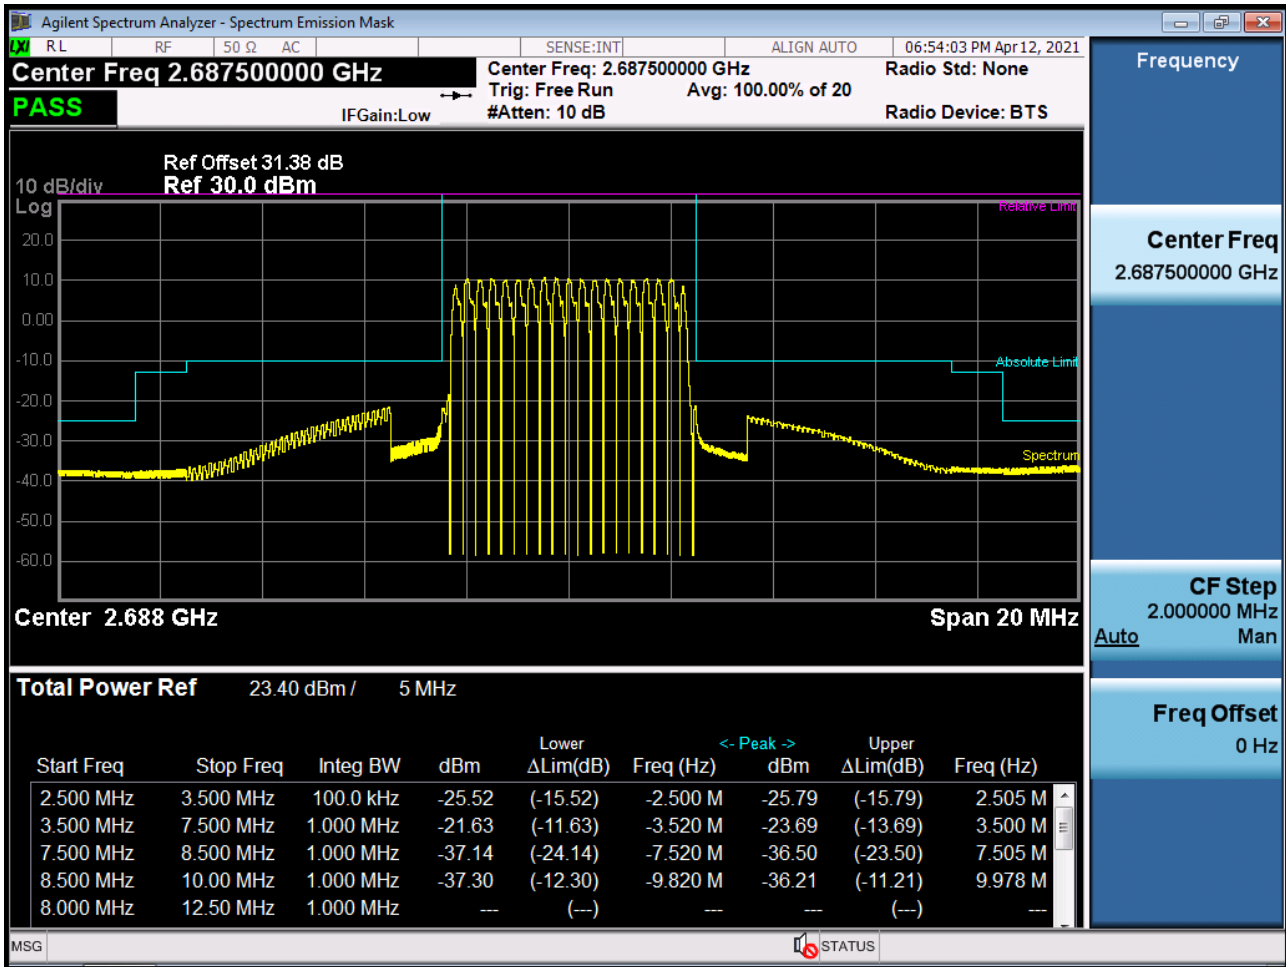 Agilent Spectrum Analyzer - Spectrum Emission Mask
LXI RL RF 50 Ω AC SENSE:INT ALIGN AUTO 06:54:03 PM Apr 12, 2021
Center Freq 2.687500000 GHz
PASS
IFGain:Low
Center Freq: 2.687500000 GHz
Trig: Free Run Avg: 100.00% of 20
#Atten: 10 dB
Radio Std: None
Radio Device: BTS
Ref Offset 31.38 dB
10 dB/div Ref 30.0 dBm
Log
Relative Limit
20.0
10.0
0.00
-10.0
Absolute Limit
-20.0
-30.0
Spectrum
-40.0
-50.0
-60.0
Center 2.688 GHz Span 20 MHz
Total Power Ref 23.40 dBm / 5 MHz
Lower <- Peak -> Upper
Start Freq Stop Freq Integ BW dBm ΔLim(dB) Freq (Hz) dBm ΔLim(dB) Freq (Hz)
2.500 MHz 3.500 MHz 100.0 kHz -25.52 (-15.52) -2.500 M -25.79 (-15.79) 2.505 M
3.500 MHz 7.500 MHz 1.000 MHz -21.63 (-11.63) -3.520 M -23.69 (-13.69) 3.500 M
7.500 MHz 8.500 MHz 1.000 MHz -37.14 (-24.14) -7.520 M -36.50 (-23.50) 7.505 M
8.500 MHz 10.00 MHz 1.000 MHz -37.30 (-12.30) -9.820 M -36.21 (-11.21) 9.978 M
8.000 MHz 12.50 MHz 1.000 MHz --- (---) --- --- (---) ---
MSG STATUS
Frequency
Center Freq
2.687500000 GHz
CF Step
2.000000 MHz
Auto Man
Freq Offset
0 Hz